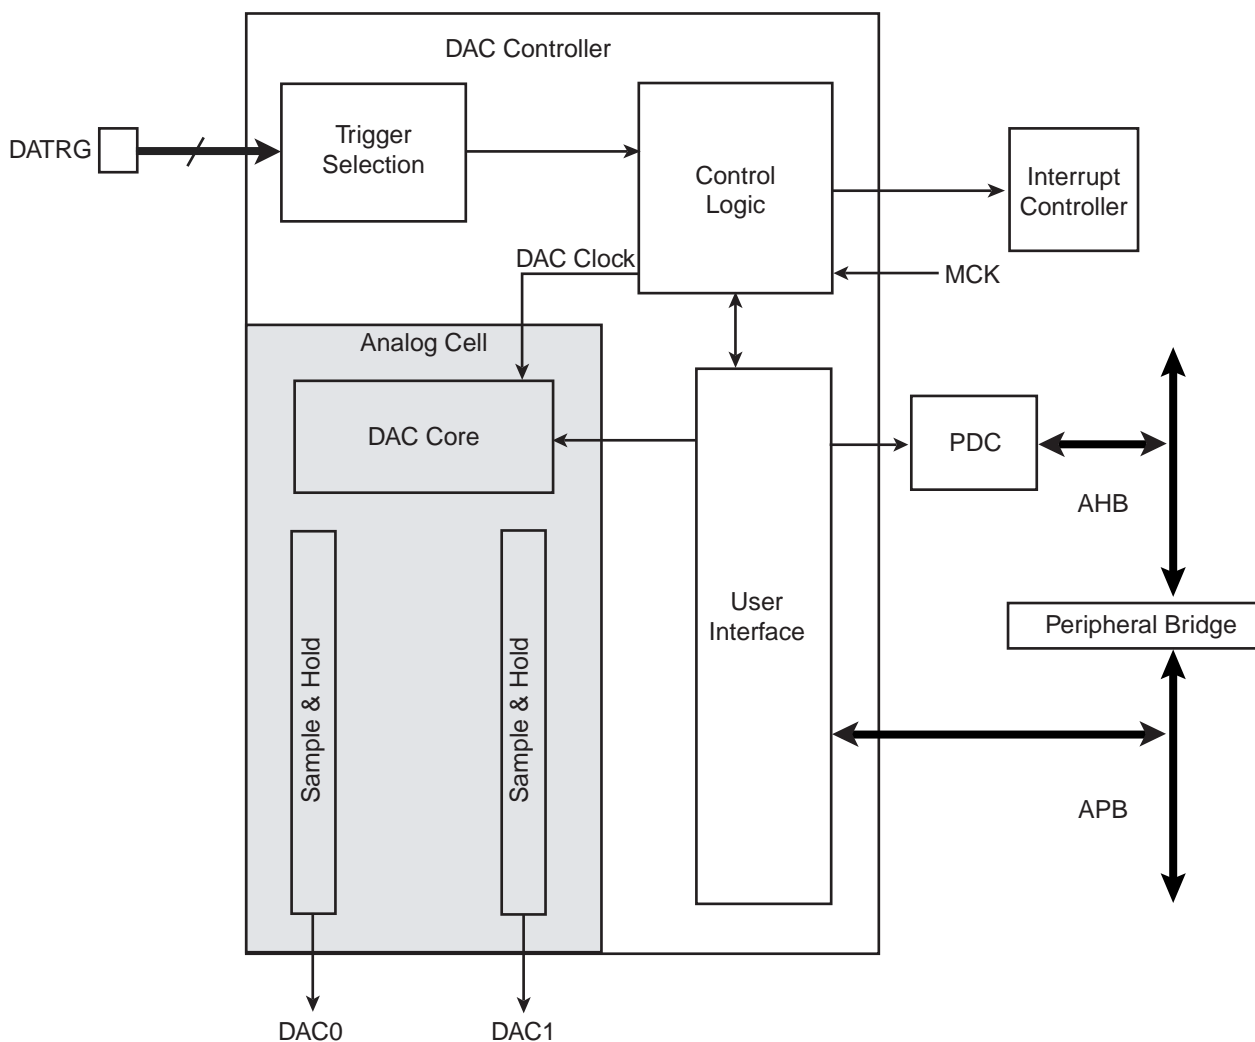 DAC Controller
DATRG
Trigger
Selection
Control
Logic
Interrupt
Controller
DAC Clock
MCK
Analog Cell
DAC Core
PDC
AHB
User
Interface
Peripheral Bridge
Sample & Hold
Sample & Hold
APB
DAC0
DAC1